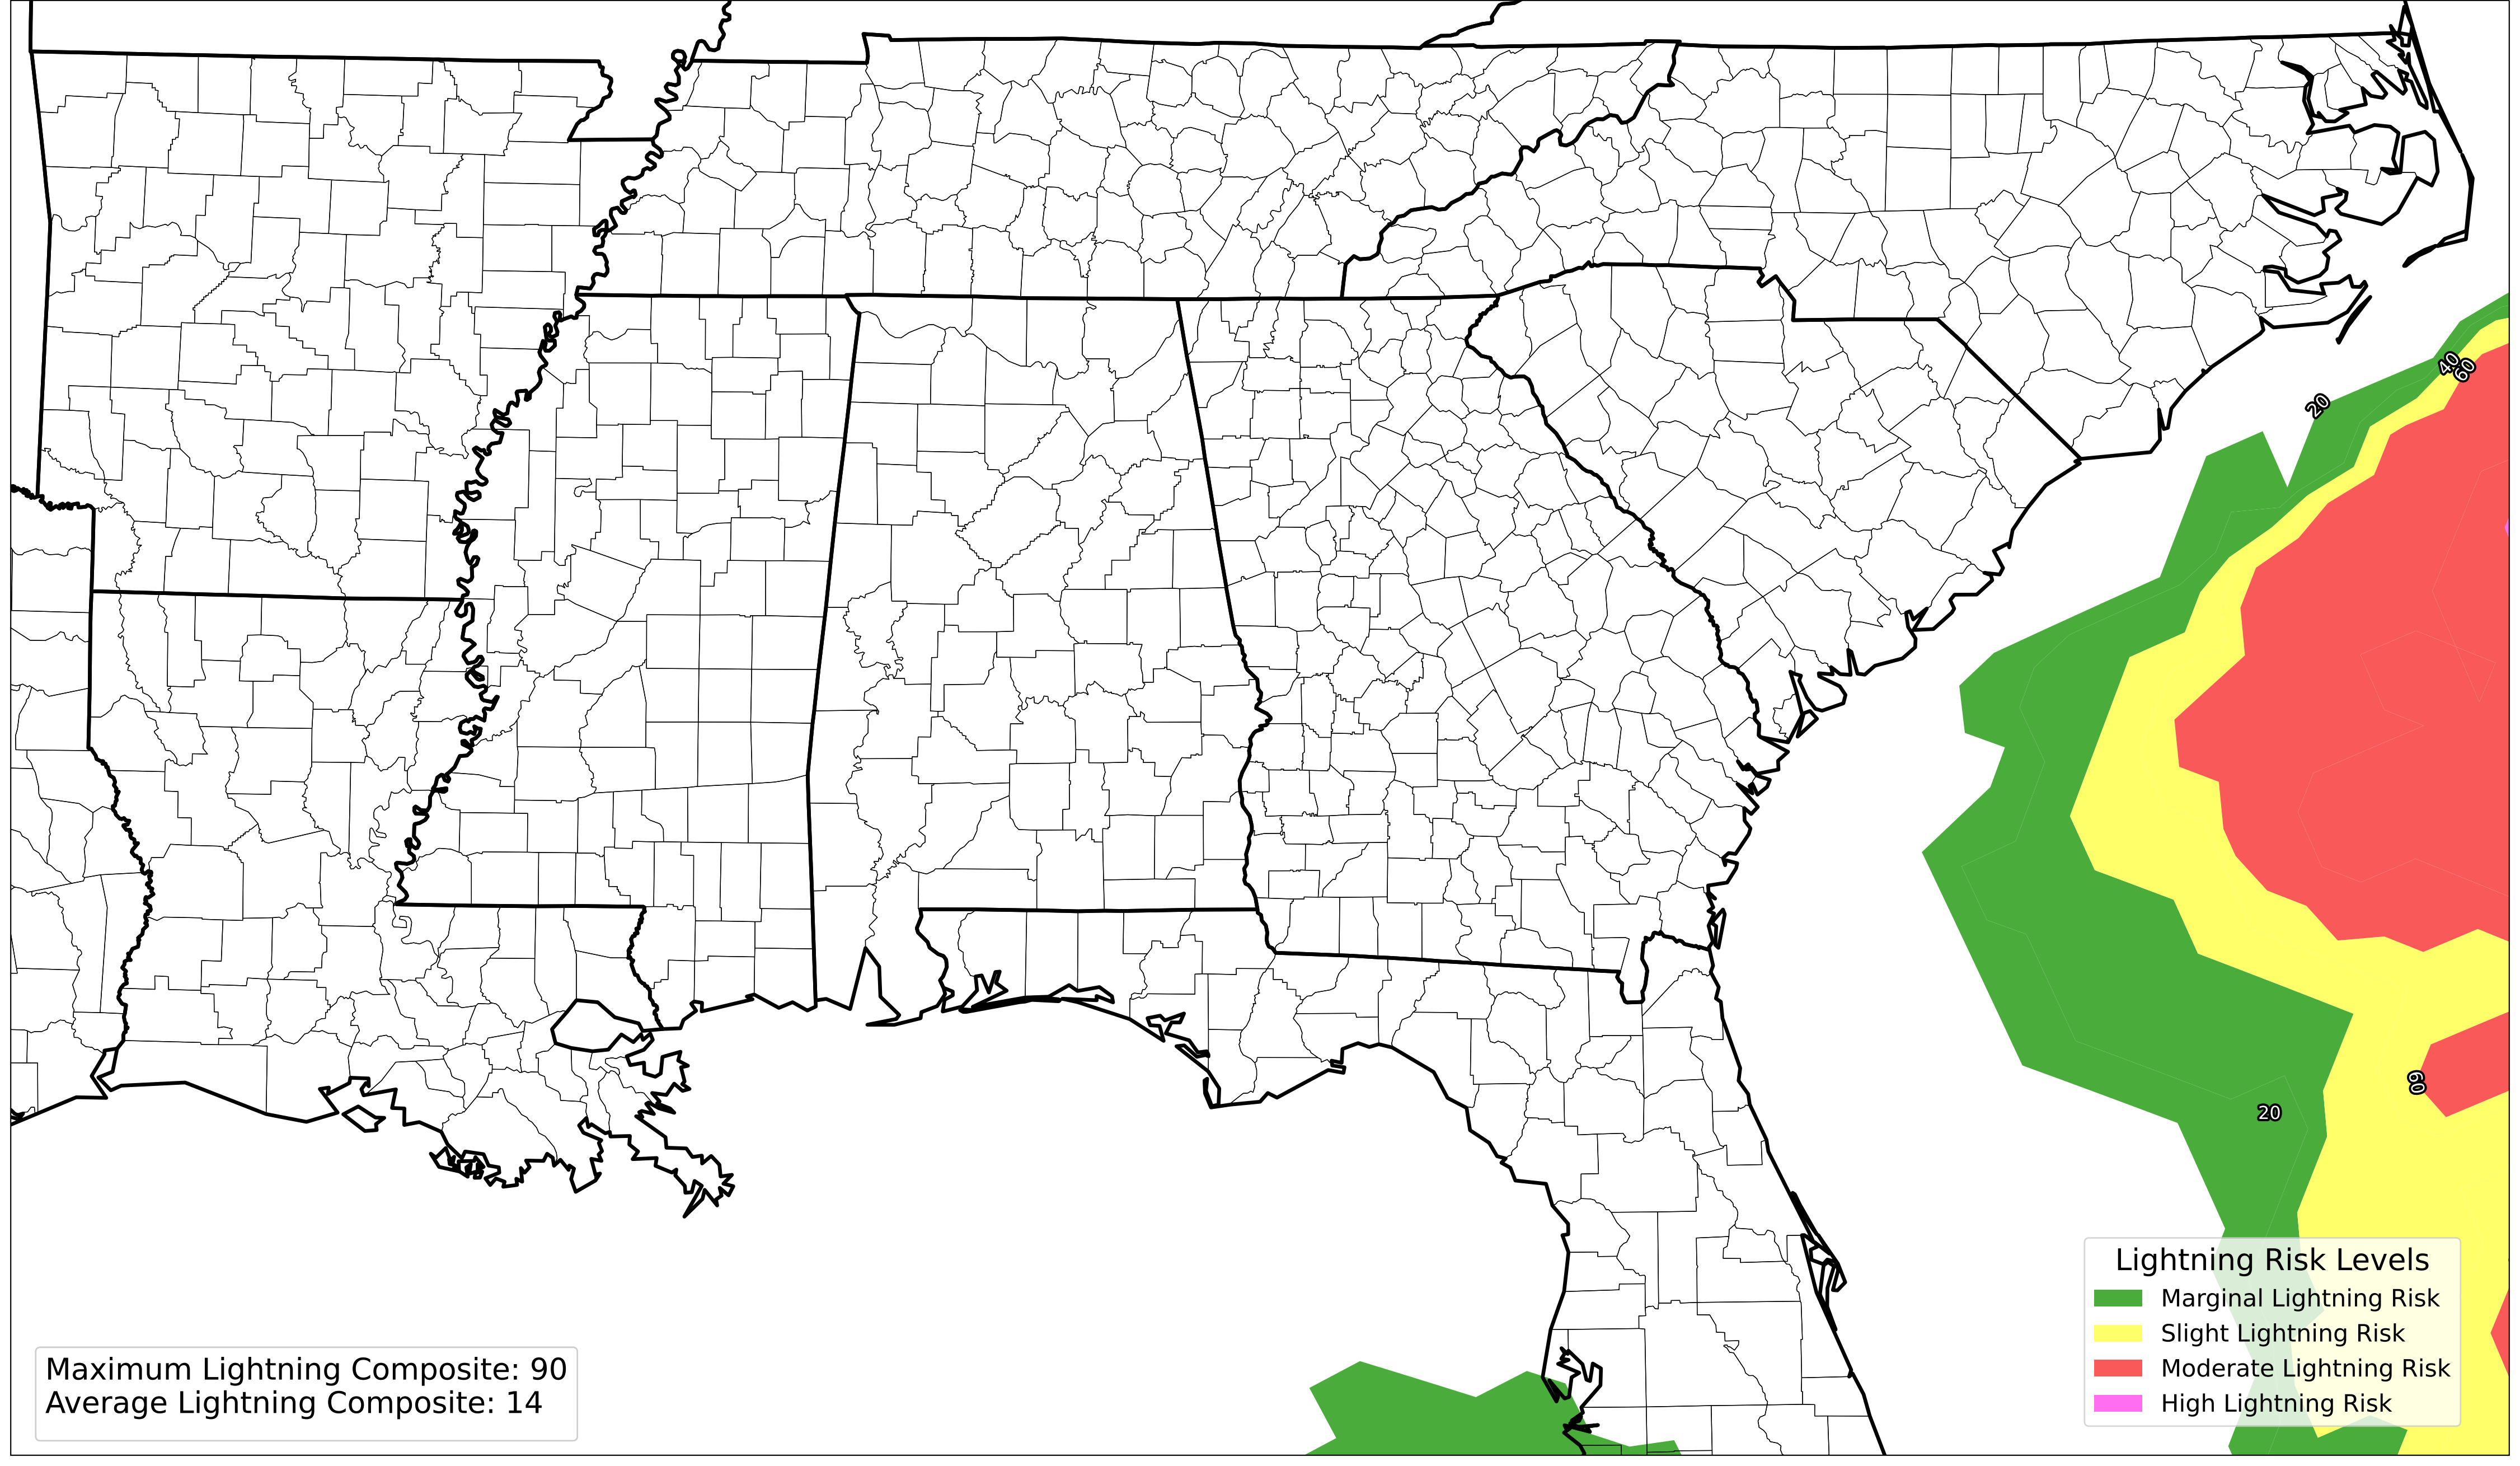 40
60
20
60
20
Lightning Risk Levels
Marginal Lightning Risk
Slight Lightning Risk
Moderate Lightning Risk
High Lightning Risk
Maximum Lightning Composite: 90
Average Lightning Composite: 14